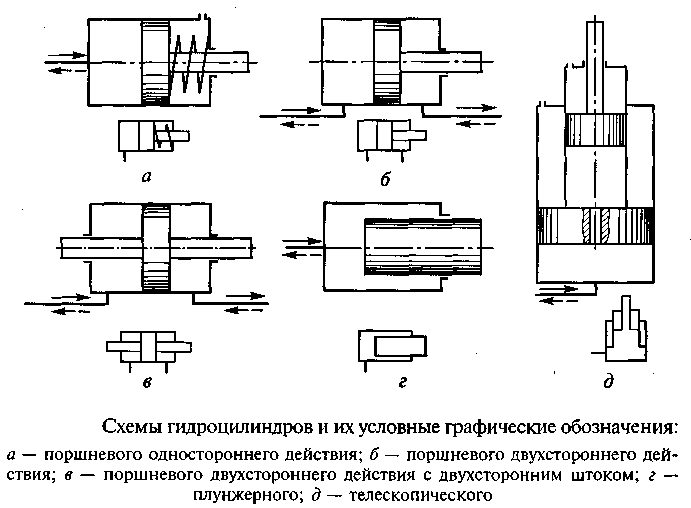 а
б
в
г
д
Схемы гидроцилиндров и их условные графические обозначения:
а — поршневого одностороннего действия; б — поршневого двухстороннего дей-
ствия; в — поршневого двухстороннего действия с двухсторонним штоком; г —
плунжерного; д — телескопического